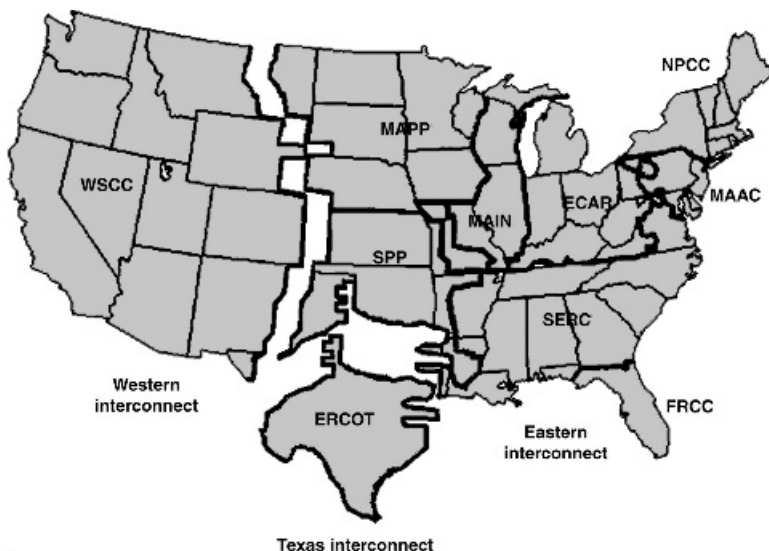 NPCC
MAPP
WSCC
ECAR
MAAC
MAIN
SPP
SERC
Western
interconnect
ERCOT
FRCC
Eastern
interconnect
Texas interconnect